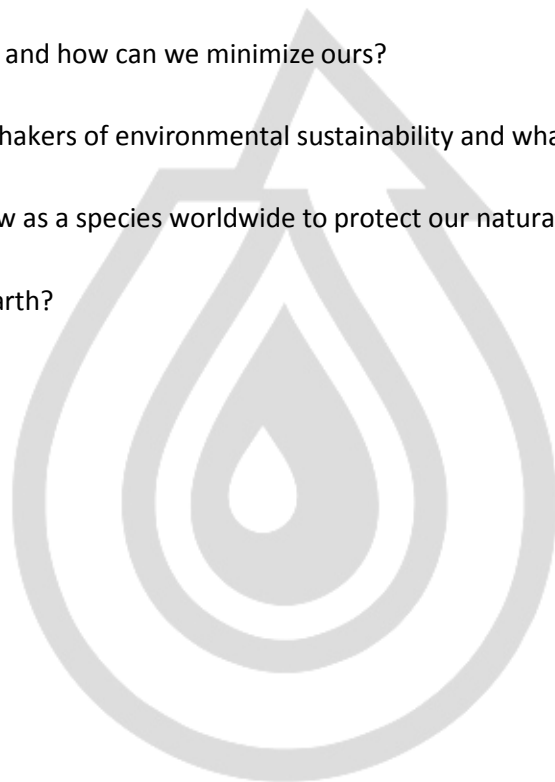 and how can we minimize ours?
hakers of environmental sustainability and wha
w as a species worldwide to protect our natura
arth?